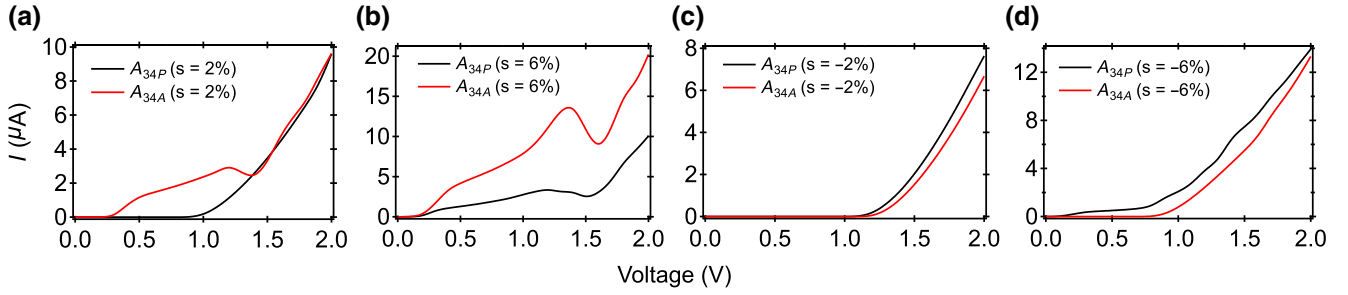 (a)
10
8
6
4
2
0
I (μA)
A34P (s = 2%)
A34A (s = 2%)
0.0 0.5 1.0 1.5 2.0
(b)
20
15
10
5
0
A34P (s = 6%)
A34A (s = 6%)
0.0 0.5 1.0 1.5 2.0
(c)
8
6
4
2
0
A34P (s = –2%)
A34A (s = –2%)
0.0 0.5 1.0 1.5 2.0
(d)
12
8
4
0
A34P (s = –6%)
A34A (s = –6%)
0.0 0.5 1.0 1.5 2.0
Voltage (V)